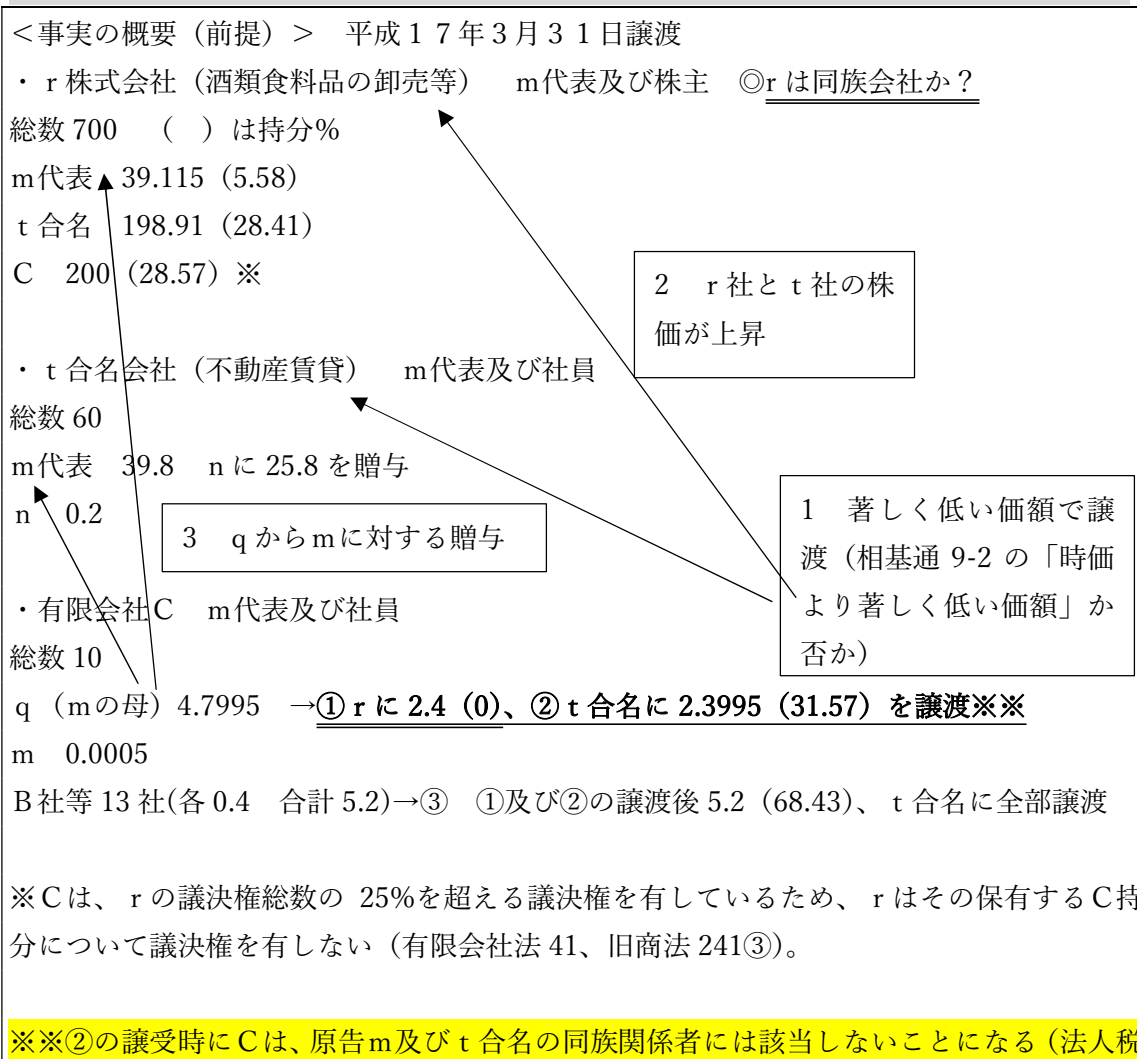 ＜事実の概要（前提）＞　平成１７年３月３１日譲渡
・ｒ株式会社（酒類食料品の卸売等）　ｍ代表及び株主　◎r は同族会社か？
総数 700　（　）は持分%
ｍ代表　39.115（5.58）
ｔ合名　198.91（28.41）
Ｃ　200（28.57）※
2　ｒ社とｔ社の株
価が上昇
・ｔ合名会社（不動産賃貸）　ｍ代表及び社員
総数 60
ｍ代表　39.8　n に 25.8 を贈与
n　0.2
3　ｑからｍに対する贈与
1　著しく低い価額で譲
渡（相基通 9-2 の「時価
より著しく低い価額」か
否か）
・有限会社Ｃ　ｍ代表及び社員
総数 10
ｑ（ｍの母）4.7995　→①ｒに 2.4（0）、②ｔ合名に 2.3995（31.57）を譲渡※※
ｍ　0.0005
Ｂ社等 13 社(各 0.4　合計 5.2)→③　①及び②の譲渡後 5.2（68.43）、ｔ合名に全部譲渡
※Ｃは、ｒの議決権総数の 25%を超える議決権を有しているため、ｒはその保有するＣ持
分について議決権を有しない（有限会社法 41、旧商法 241③）。
※※②の譲受時にＣは、原告ｍ及びｔ合名の同族関係者には該当しないことになる（法人税